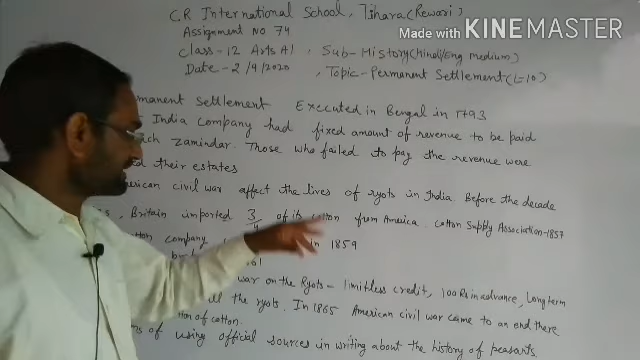 C.R International School, Tihara(Rewari)
Made with KINEMASTER
Assignment No 74
Class-12 Arts A1, Sub-History(Hindi/Eng medium)
Date-2/9/2020, Topic-Permanent Settlement(L=10)
Settlement Executed in Bengal in 1793
India Company had fixed amount of revenue to be paid
Zamindar. Those who failed to pay the revenue were
their estates
civil war affect the lives of ryots in India. Before the decade
Britain imported 3/4 of its cotton from America. Cotton Supply Association-1857
company in 1859
war on the Ryots- limitless credit, 100 Rs in advance, long term
the ryots. In 1865 American civil war came to an end there
of cotton.
of using official sources in writing about the history of peasants.